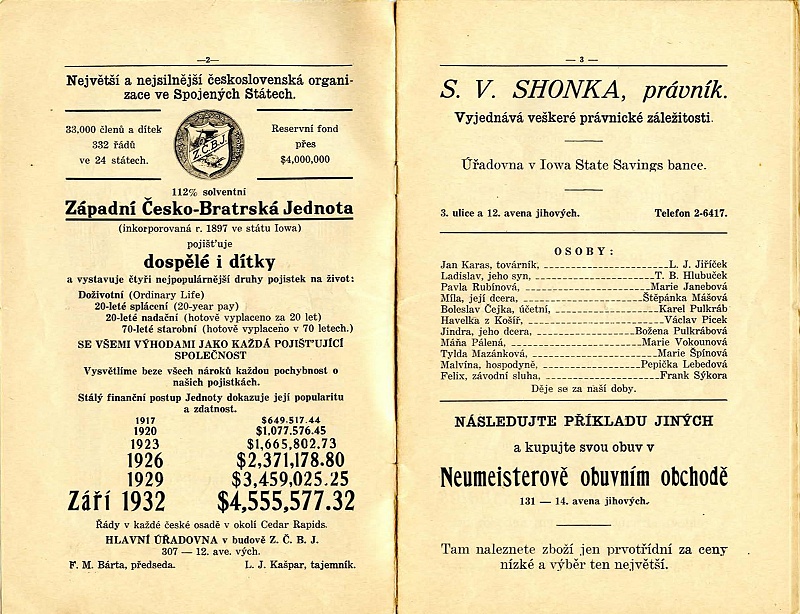 —2—
Největší a nejsilnější československá organi-
zace ve Spojených Státech.
33,000 členů a dítek
332 řádů
ve 24 státech.
Z.Č.B.J.
Reservní fond
přes
$4,000,000
112% solventní
Západní Česko-Bratrská Jednota
(inkorporovaná r. 1897 ve státu Iowa)
pojišťuje
dospělé i dítky
a vystavuje čtyři nejpopulárnější druhy pojistek na život:
Doživotní (Ordinary Life)
20-leté splácení (20-year pay)
20-leté nadační (hotově vyplaceno za 20 let)
70-leté starobní (hotově vyplaceno v 70 letech.)
SE VŠEMI VÝHODAMI JAKO KAŽDÁ POJIŠŤUJÍCÍ
SPOLEČNOST
Vysvětlíme beze všech nároků každou pochybnost o
našich pojistkách.
Stálý finanční postup Jednoty dokazuje její popularitu
a zdatnost.
1917 $649.517.44
1920 $1,077,576.45
1923 $1,665,802.73
1926 $2,371,178.80
1929 $3,459,025.25
Září 1932 $4,555,577.32
Řády v každé české osadě v okolí Cedar Rapids.
HLAVNÍ ÚŘADOVNA v budově Z. Č. B. J.
307 — 12. ave. vých.
F. M. Bárta, předseda. L. J. Kašpar, tajemník.
— 3 —
S. V. SHONKA, právník.
Vyjednává veškeré právnické záležitosti.
Úřadovna v Iowa State Savings bance.
3. ulice a 12. avena jihových. Telefon 2-6417.
OSOBY:
Jan Karas, továrník, L. J. Jiříček
Ladislav, jeho syn, T. B. Hlubuček
Pavla Rubínová, Marie Janebová
Míla, její dcera, Štěpánka Mášová
Boleslav Čejka, účetní, Karel Pulkráb
Havelka z Košíř, Václav Picek
Jindra, jeho dcera, Božena Pulkrábová
Máňa Pálená, Marie Vokounová
Tylda Mazánková, Marie Špínová
Malvína, hospodyně, Pepička Lebedová
Felix, závodní sluha, Frank Sýkora
Děje se za naší doby.
NÁSLEDUJTE PŘÍKLADU JINÝCH
a kupujte svou obuv v
Neumeisterově obuvním obchodě
131 — 14. avena jihových.
Tam naleznete zboží jen prvotřídní za ceny
nízké a výběr ten největší.